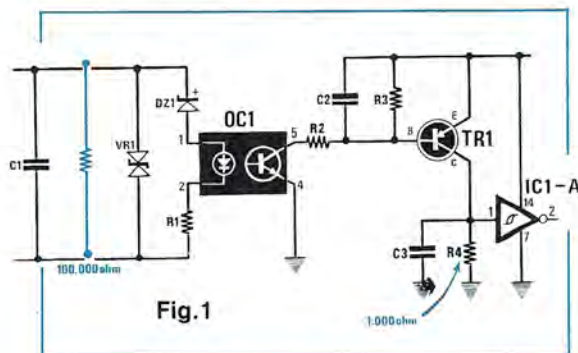 OC1
DZ1
+
C1
VR1
1
2
5
4
R1
R2
C2
R3
B
E
C
TR1
IC1-A
1
14
2
7
C3
R4
100.000 ohm
1.000 ohm
Fig.1